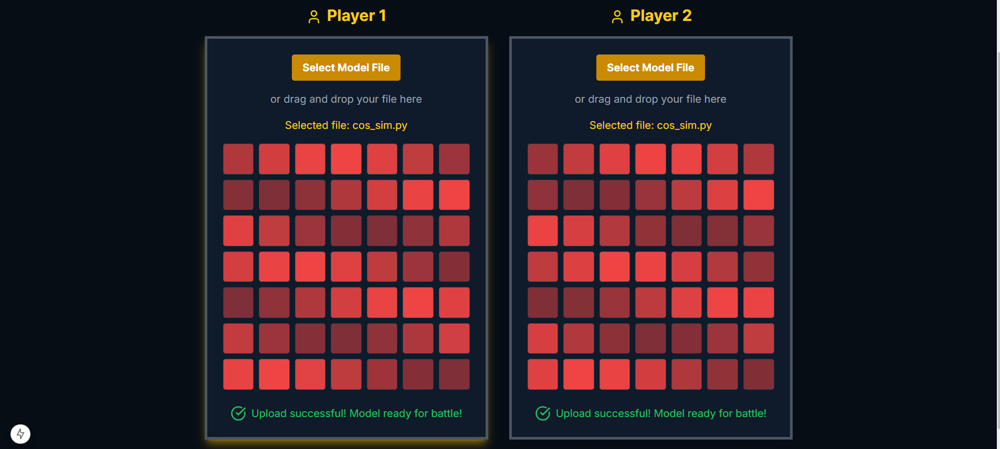 Player 1
Select Model File
or drag and drop your file here
Selected file: cos_sim.py
Upload successful! Model ready for battle!
Player 2
Select Model File
or drag and drop your file here
Selected file: cos_sim.py
Upload successful! Model ready for battle!